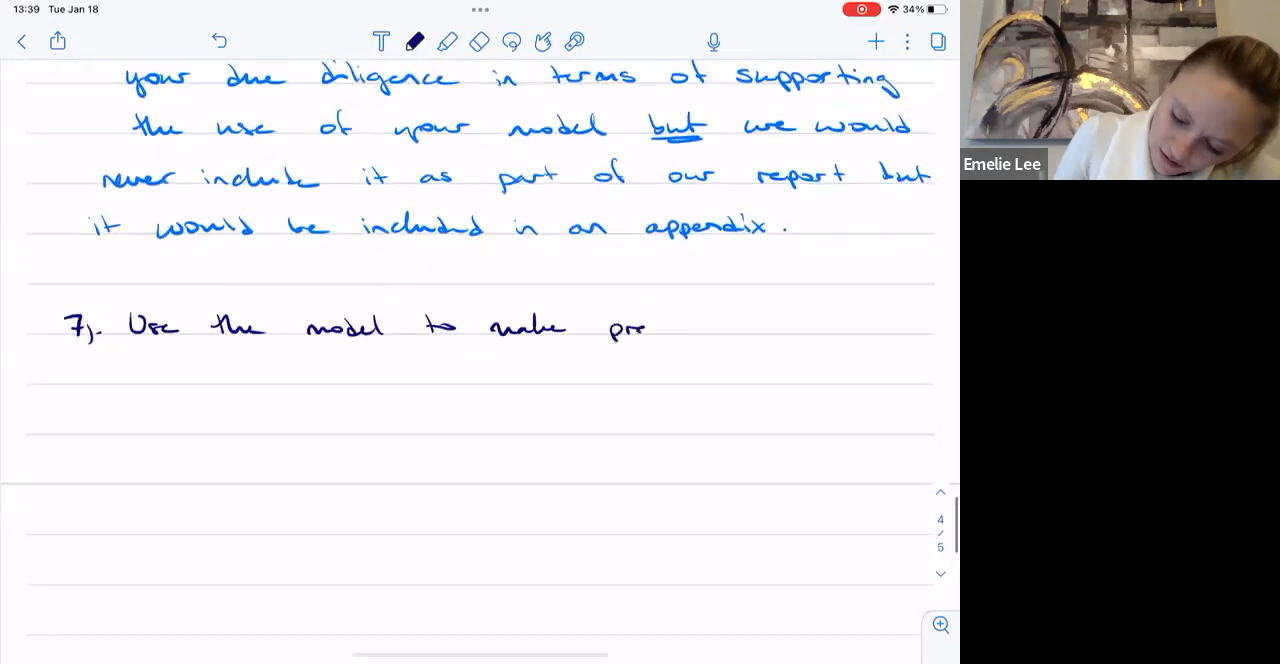 13:39 Tue Jan 18
34%
your due diligence in terms of supporting
the use of your model but we would
never include it as part of our report but
it would be included in an appendix.
7). Use the model to make pre
4
5
Emelie Lee